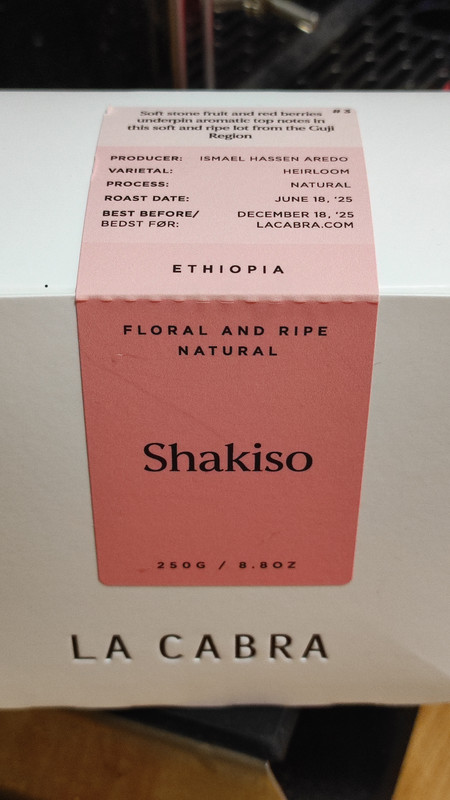 Soft stone fruit and red berries #3
underpin aromatic top notes in
this soft and ripe lot from the Guji
Region
PRODUCER: ISMAEL HASSEN AREDO
VARIETAL: HEIRLOOM
PROCESS: NATURAL
ROAST DATE: JUNE 18, '25
BEST BEFORE/ DECEMBER 18, '25
BEDST FØR: LACABRA.COM
ETHIOPIA
FLORAL AND RIPE
NATURAL
Shakiso
250G / 8.8OZ
LA CABRA